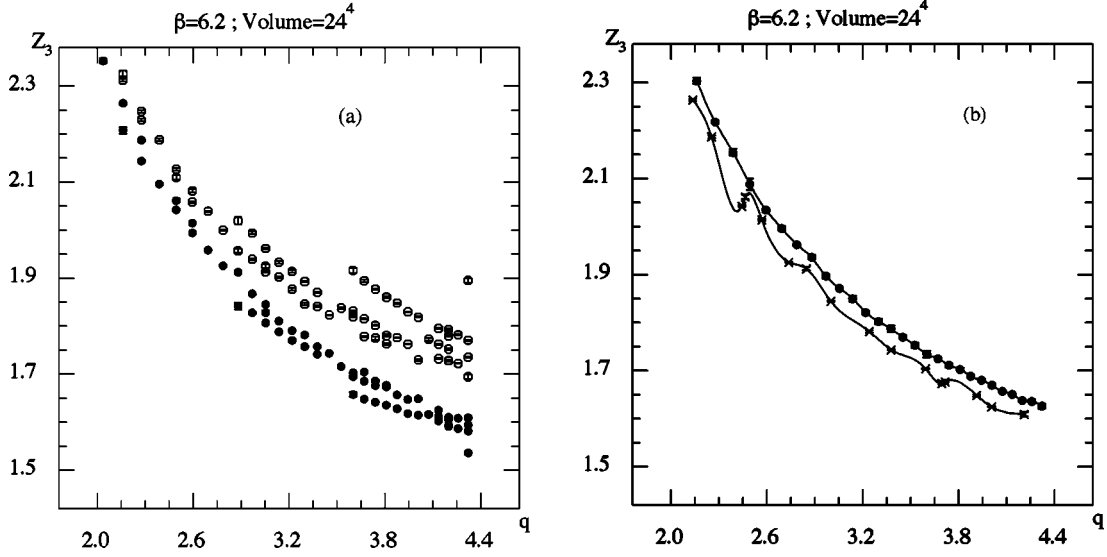 β=6.2 ; Volume=24⁴
Z₃
2.3
2.1
1.9
1.7
1.5
(a)
2.0 2.6 3.2 3.8 4.4
q
β=6.2 ; Volume=24⁴
Z₃
2.3
2.1
1.9
1.7
1.5
(b)
2.0 2.6 3.2 3.8 4.4
q